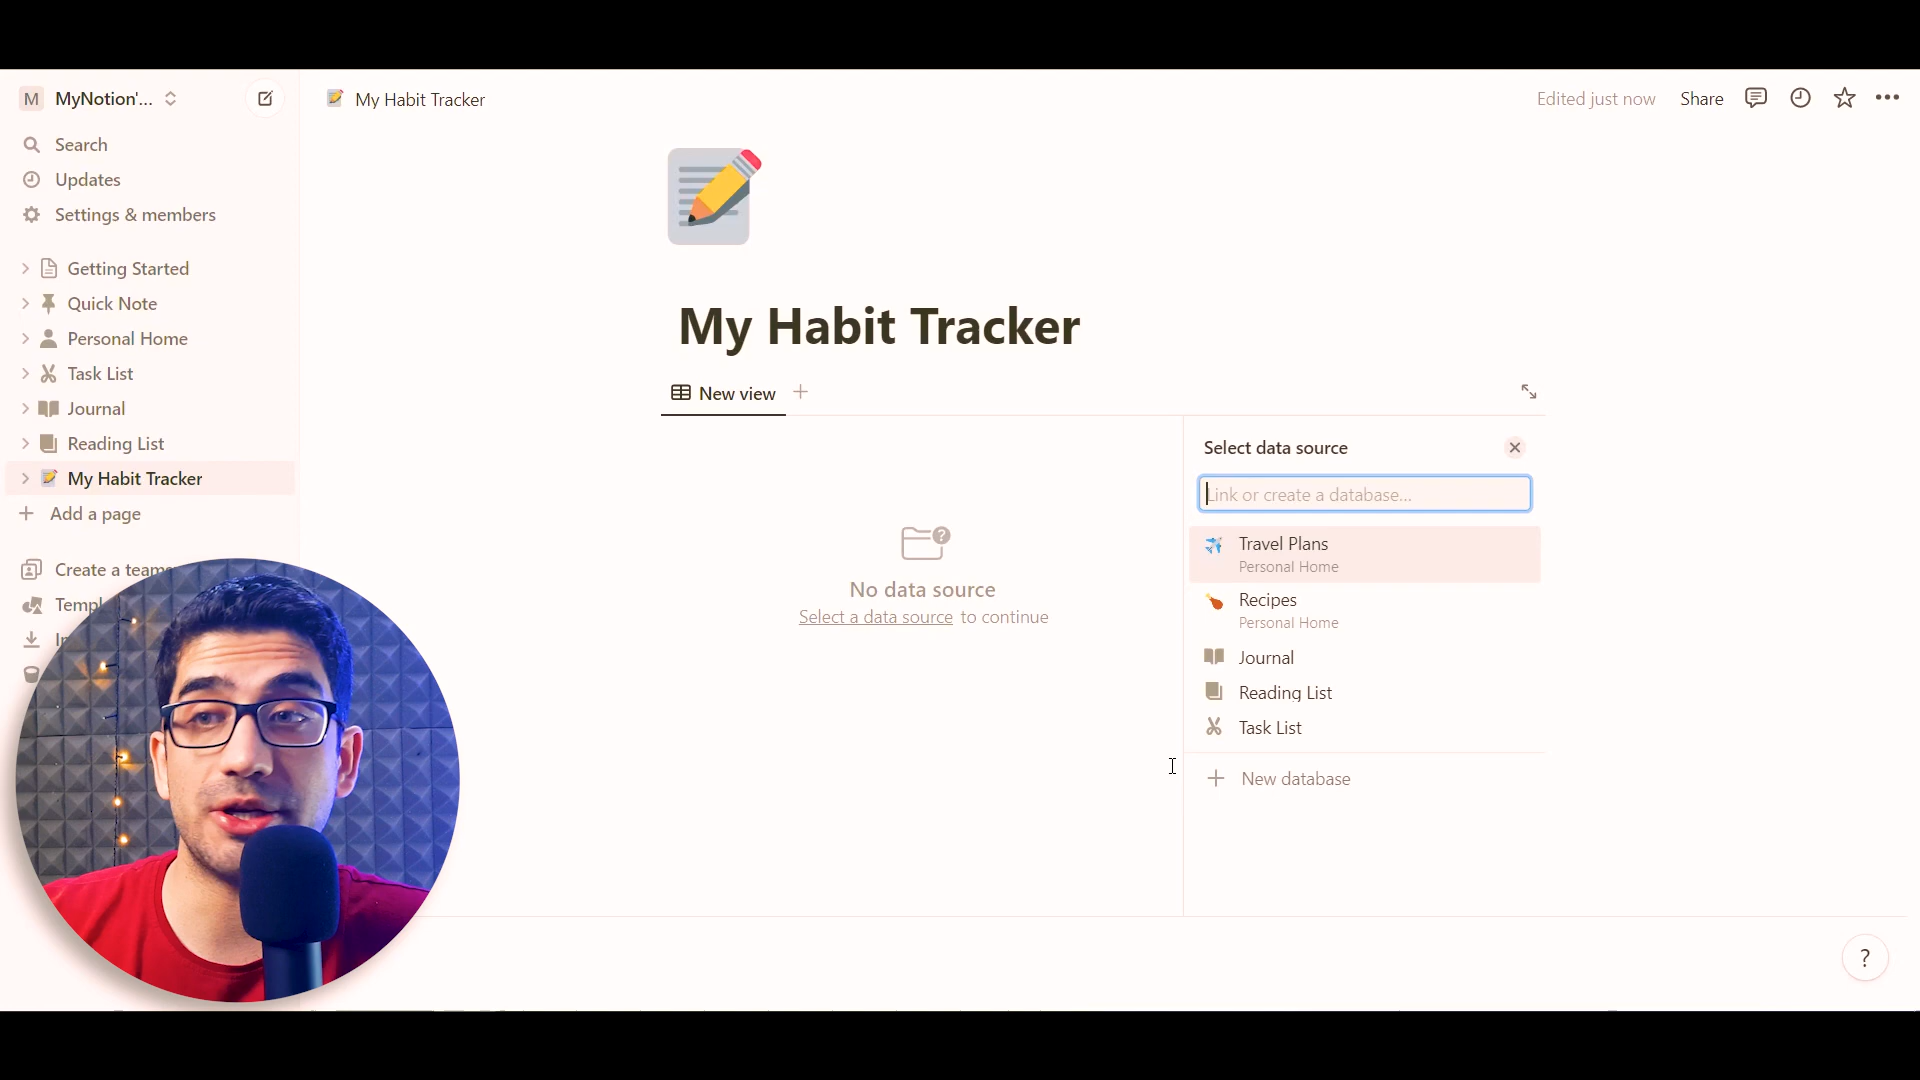 M MyNotion'...
Search
Updates
Settings & members
Getting Started
Quick Note
Personal Home
Task List
Journal
Reading List
My Habit Tracker
Add a page
Create a team
Templ
My Habit Tracker
Edited just now
Share
My Habit Tracker
New view
No data source
Select a data source to continue
Select data source
Link or create a database...
Travel Plans
Personal Home
Recipes
Personal Home
Journal
Reading List
Task List
New database
?